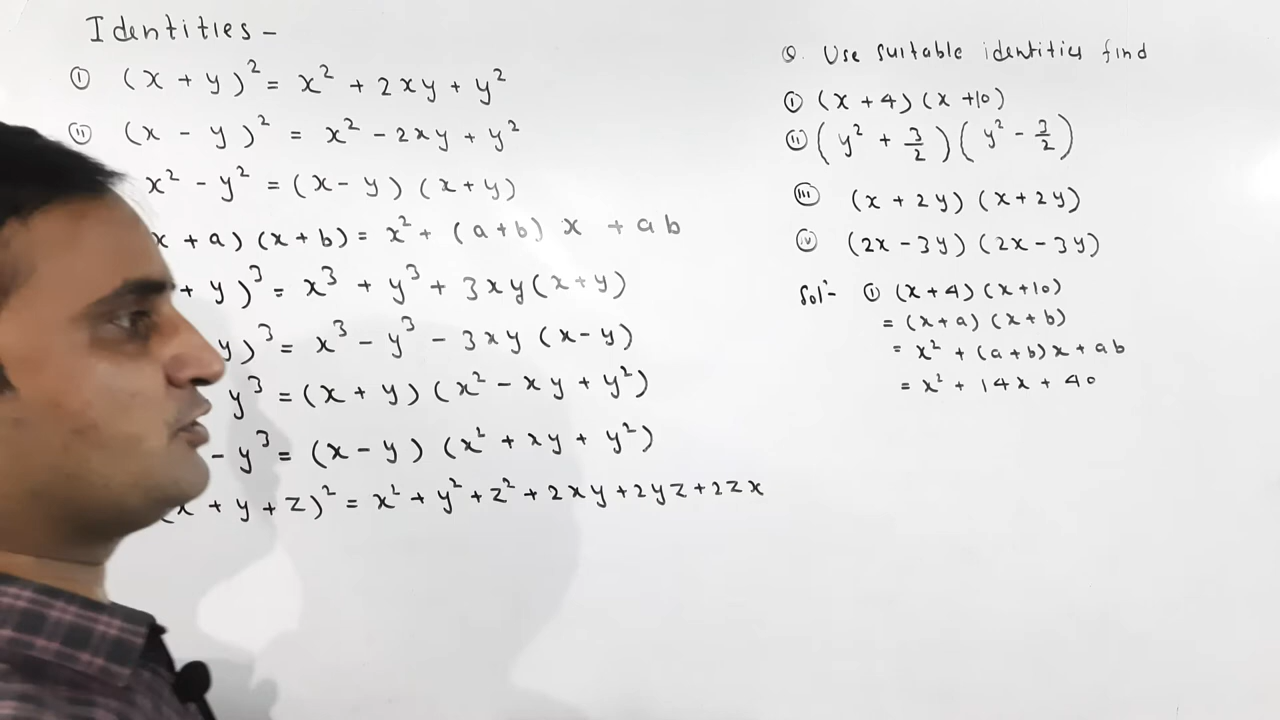 Identities -
(i) (x + y)² = x² + 2xy + y²
(ii) (x - y)² = x² - 2xy + y²
x² - y² = (x - y) (x + y)
x + a) (x + b) = x² + (a + b) x + ab
+ y)³ = x³ + y³ + 3xy(x + y)
y)³ = x³ - y³ - 3xy (x - y)
y³ = (x + y) (x² - xy + y²)
- y³ = (x - y) (x² + xy + y²)
(x + y + z)² = x² + y² + z² + 2xy + 2yz + 2zx
Q. Use suitable identities find
(i) (x + 4) (x + 10)
(ii) (y² + 3/2) (y² - 3/2)
(iii) (x + 2y) (x + 2y)
(iv) (2x - 3y) (2x - 3y)
Sol:- (i) (x + 4) (x + 10)
= (x + a) (x + b)
= x² + (a + b)x + ab
= x² + 14x + 40